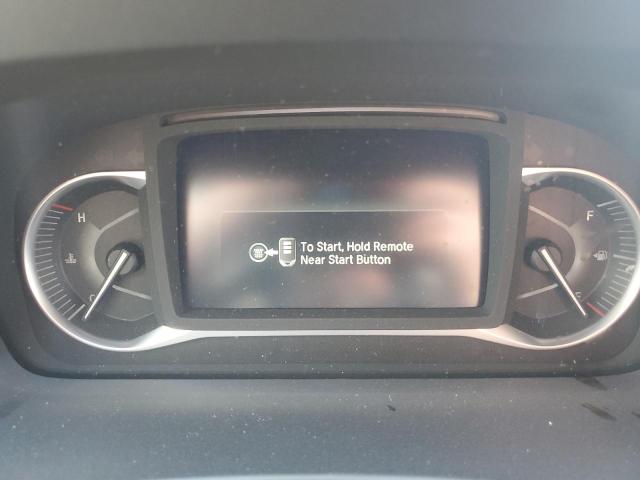 H
F
To Start, Hold Remote
Near Start Button
C
E